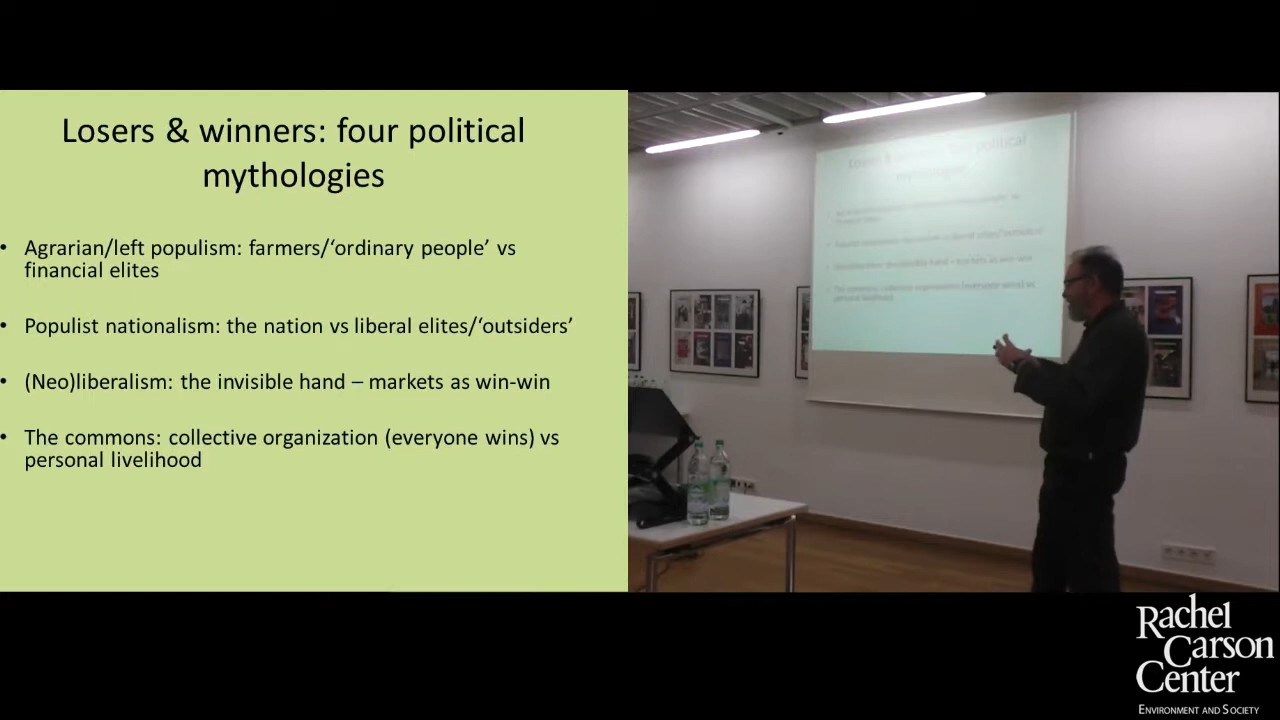 Losers & winners: four political
mythologies
• Agrarian/left populism: farmers/‘ordinary people’ vs
financial elites
• Populist nationalism: the nation vs liberal elites/‘outsiders’
• (Neo)liberalism: the invisible hand – markets as win-win
• The commons: collective organization (everyone wins) vs
personal livelihood
Rachel
Carson
Center
ENVIRONMENT AND SOCIETY